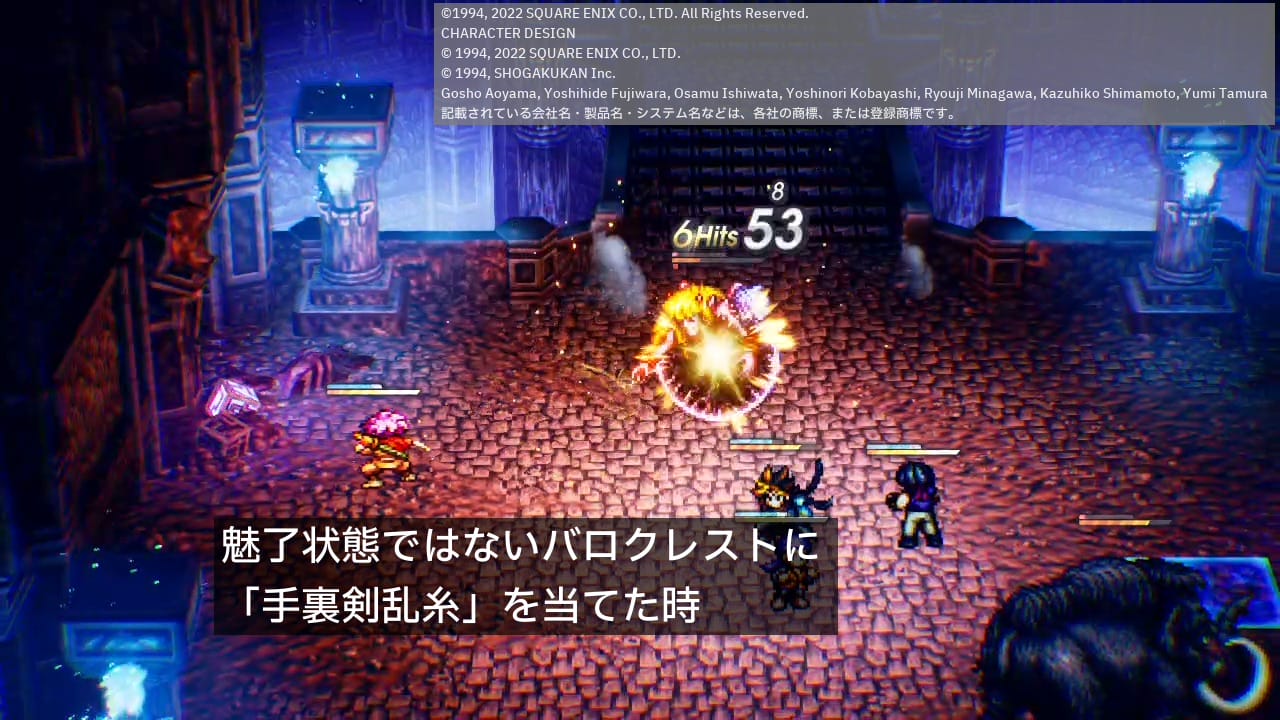 ©1994, 2022 SQUARE ENIX CO., LTD. All Rights Reserved.
CHARACTER DESIGN
© 1994, 2022 SQUARE ENIX CO., LTD.
© 1994, SHOGAKUKAN Inc.
Gosho Aoyama, Yoshihide Fujiwara, Osamu Ishiwata, Yoshinori Kobayashi, Ryouji Minagawa, Kazuhiko Shimamoto, Yumi Tamura
記載されている会社名・製品名・システム名などは、各社の商標、または登録商標です。
8
6Hits 53
魅了状態ではないバロクレストに
「手裏剣乱糸」を当てた時